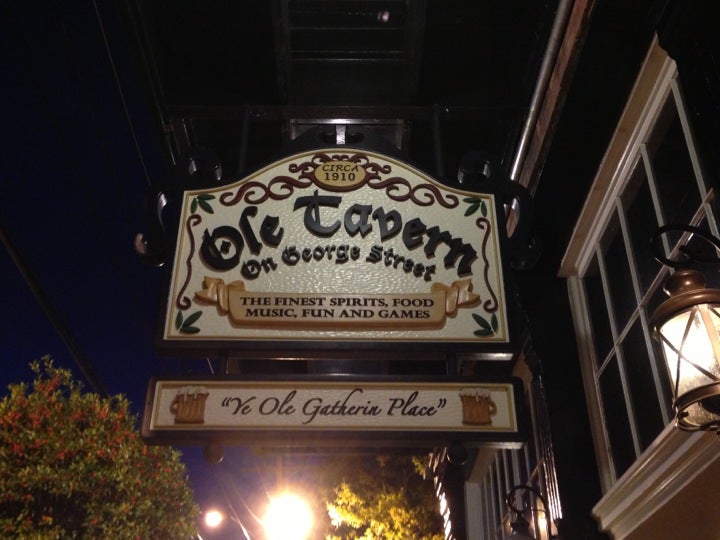 CIRCA
1910
Ole Tavern
On George Street
THE FINEST SPIRITS, FOOD
MUSIC, FUN AND GAMES
"Ye Ole Gatherin Place"